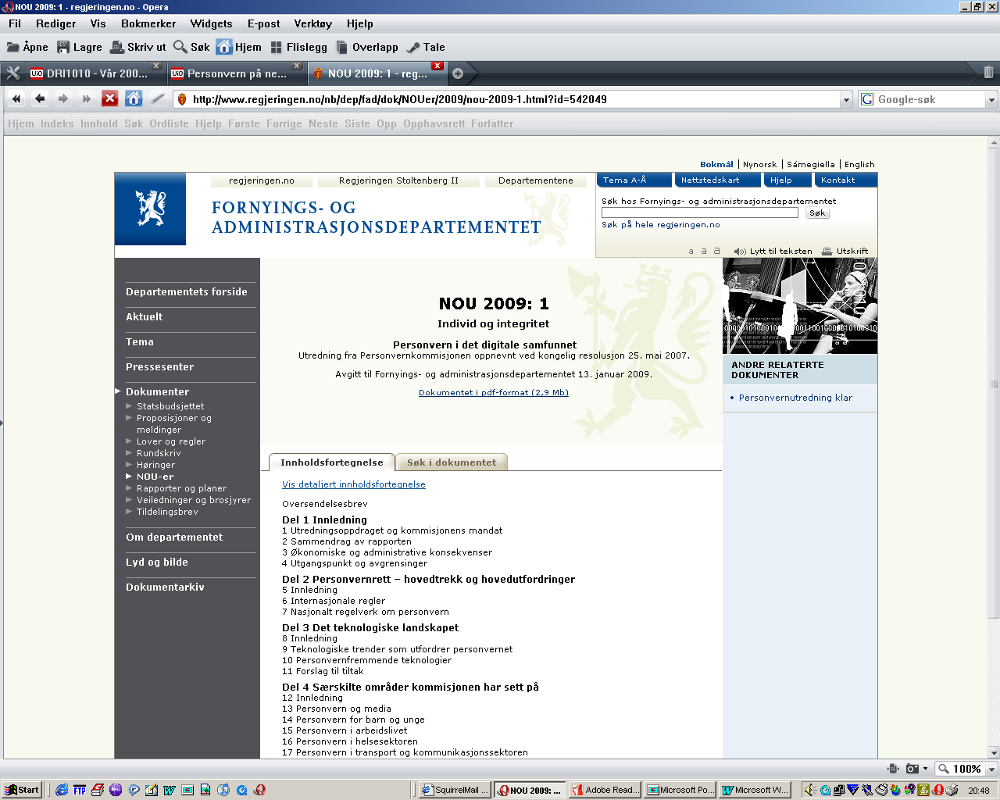 NOU 2009: 1 - regjeringen.no - Opera
Fil Rediger Vis Bokmerker Widgets E-post Verktøy Hjelp
Åpne Lagre Skriv ut Søk Hjem Flislegg Overlapp Tale
UiO DRI1010 - Vår 200... UiO Personvern på ne... NOU 2009: 1 - reg...
http://www.regjeringen.no/nb/dep/fad/dok/NOUer/2009/nou-2009-1.html?id=542049 G Google-søk
Hjem Indeks Innhold Søk Ordliste Hjelp Første Forrige Neste Siste Opp Opphavsrett Forfatter
Bokmål | Nynorsk | Sámegiella | English
regjeringen.no Regjeringen Stoltenberg II Departementene Tema A-Å Nettstedskart Hjelp Kontakt
FORNYINGS- OG
ADMINISTRASJONSDEPARTEMENTET
Søk hos Fornyings- og administrasjonsdepartementet
Søk
Søk på hele regjeringen.no
a a a Lytt til teksten Utskrift
Departementets forside
Aktuelt
Tema
Pressesenter
Dokumenter
Statsbudsjettet
Proposisjoner og
meldinger
Lover og regler
Rundskriv
Høringer
NOU-er
Rapporter og planer
Veiledninger og brosjyrer
Tildelingsbrev
Om departementet
Lyd og bilde
Dokumentarkiv
NOU 2009: 1
Individ og integritet
Personvern i det digitale samfunnet
Utredning fra Personvernkommisjonen oppnevnt ved kongelig resolusjon 25. mai 2007.
Avgitt til Fornyings- og administrasjonsdepartementet 13. januar 2009.
Dokumentet i pdf-format (2,9 Mb)
ANDRE RELATERTE
DOKUMENTER
• Personvernutredning klar
Innholdsfortegnelse Søk i dokumentet
Vis detaljert innholdsfortegnelse
Oversendelsesbrev
Del 1 Innledning
1 Utredningsoppdraget og kommisjonens mandat
2 Sammendrag av rapporten
3 Økonomiske og administrative konsekvenser
4 Utgangspunkt og avgrensinger
Del 2 Personvernrett – hovedtrekk og hovedutfordringer
5 Innledning
6 Internasjonale regler
7 Nasjonalt regelverk om personvern
Del 3 Det teknologiske landskapet
8 Innledning
9 Teknologiske trender som utfordrer personvernet
10 Personvernfremmende teknologier
11 Forslag til tiltak
Del 4 Særskilte områder kommisjonen har sett på
12 Innledning
13 Personvern og media
14 Personvern for barn og unge
15 Personvern i arbeidslivet
16 Personvern i helsesektoren
17 Personvern i transport og kommunikasjonssektoren
100%
Start FTP SquirrelMail ... NOU 2009: ... Adobe Read... Microsoft Po... Microsoft W... 20:48